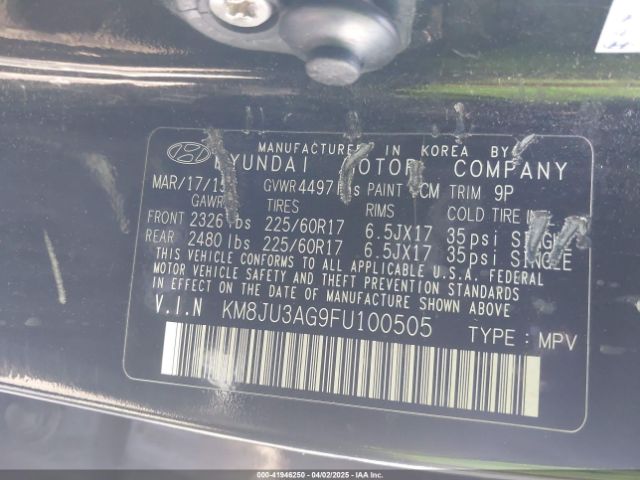 MANUFACTURED IN KOREA BY
HYUNDAI MOTOR COMPANY
MAR/17/15 GVWR 4497 lbs PAINT CM TRIM 9P
GAWR TIRES RIMS COLD TIRE
FRONT 2326 lbs 225/60R17 6.5JX17 35psi SINGLE
REAR 2480 lbs 225/60R17 6.5JX17 35psi SINGLE
THIS VEHICLE CONFORMS TO ALL APPLICABLE U.S.A. FEDERAL
MOTOR VEHICLE SAFETY AND THEFT PREVENTION STANDARDS
IN EFFECT ON THE DATE OF MANUFACTURE SHOWN ABOVE.
V.I.N KM8JU3AG9FU100505 TYPE : MPV
000-41946250 - 04/02/2025 - IAA Inc.